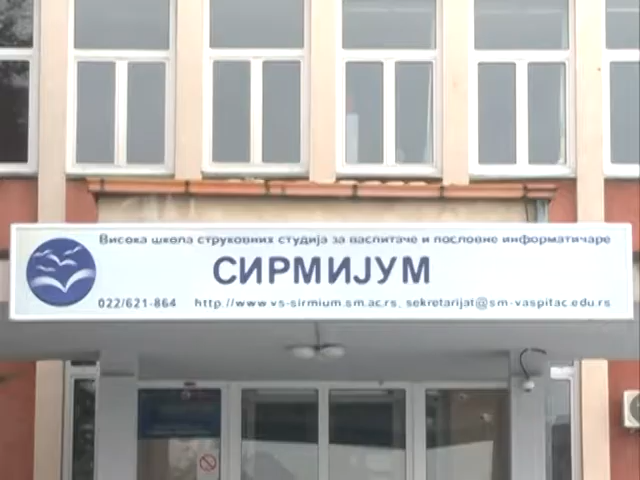 Висока школа струковних студија за васпитаче и пословне информатичаре
СИРМИЈУМ
022/621-864 http://www.vs-sirmium.sm.ac.rs, sekretarijat@sm-vaspitac.edu.rs